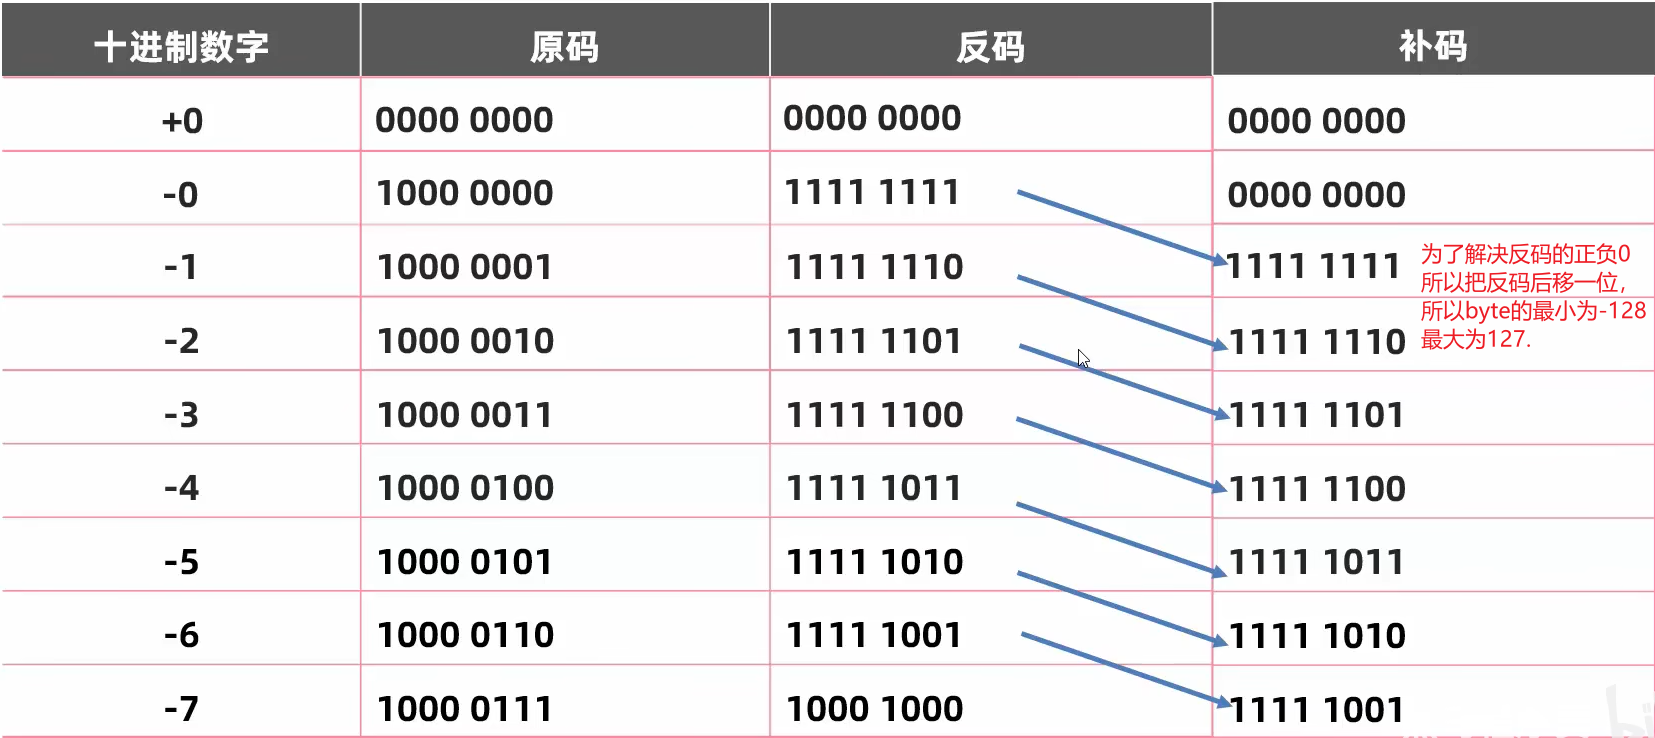 十进制数字 原码 反码 补码
+0 0000 0000 0000 0000 0000 0000
-0 1000 0000 1111 1111 0000 0000
-1 1000 0001 1111 1110 1111 1111
-2 1000 0010 1111 1101 1111 1110
-3 1000 0011 1111 1100 1111 1101
-4 1000 0100 1111 1011 1111 1100
-5 1000 0101 1111 1010 1111 1011
-6 1000 0110 1111 1001 1111 1010
-7 1000 0111 1000 1000 1111 1001
为了解决反码的正负0
所以把反码后移一位,
所以byte的最小为-128
最大为127.